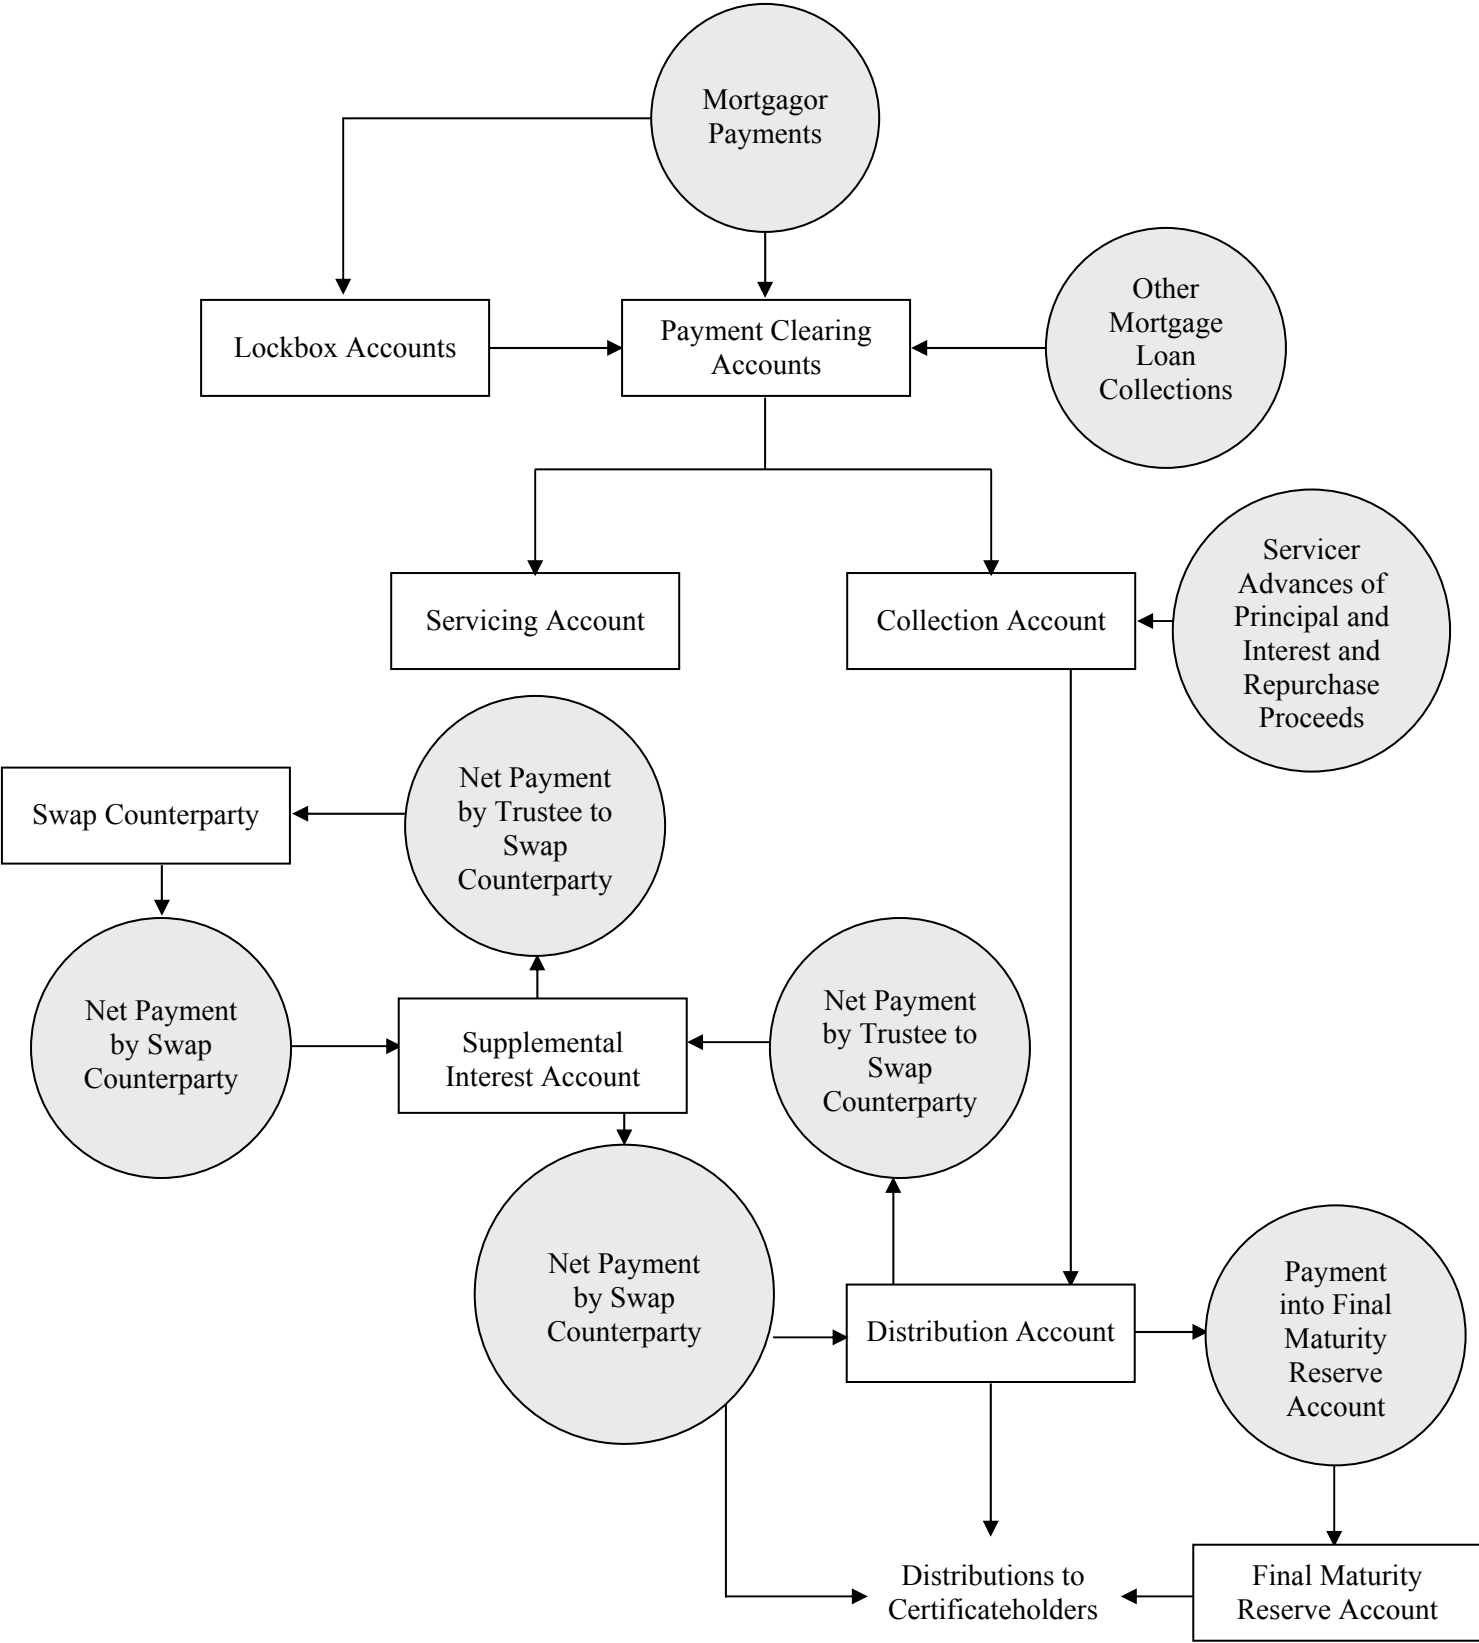 Mortgagor
Payments
Other
Mortgage
Loan
Collections
Lockbox Accounts
Payment Clearing
Accounts
Servicer
Advances of
Principal and
Interest and
Repurchase
Proceeds
Servicing Account
Collection Account
Swap Counterparty
Net Payment
by Trustee to
Swap
Counterparty
Net Payment
by Swap
Counterparty
Supplemental
Interest Account
Net Payment
by Trustee to
Swap
Counterparty
Net Payment
by Swap
Counterparty
Distribution Account
Payment
into Final
Maturity
Reserve
Account
Distributions to
Certificateholders
Final Maturity
Reserve Account